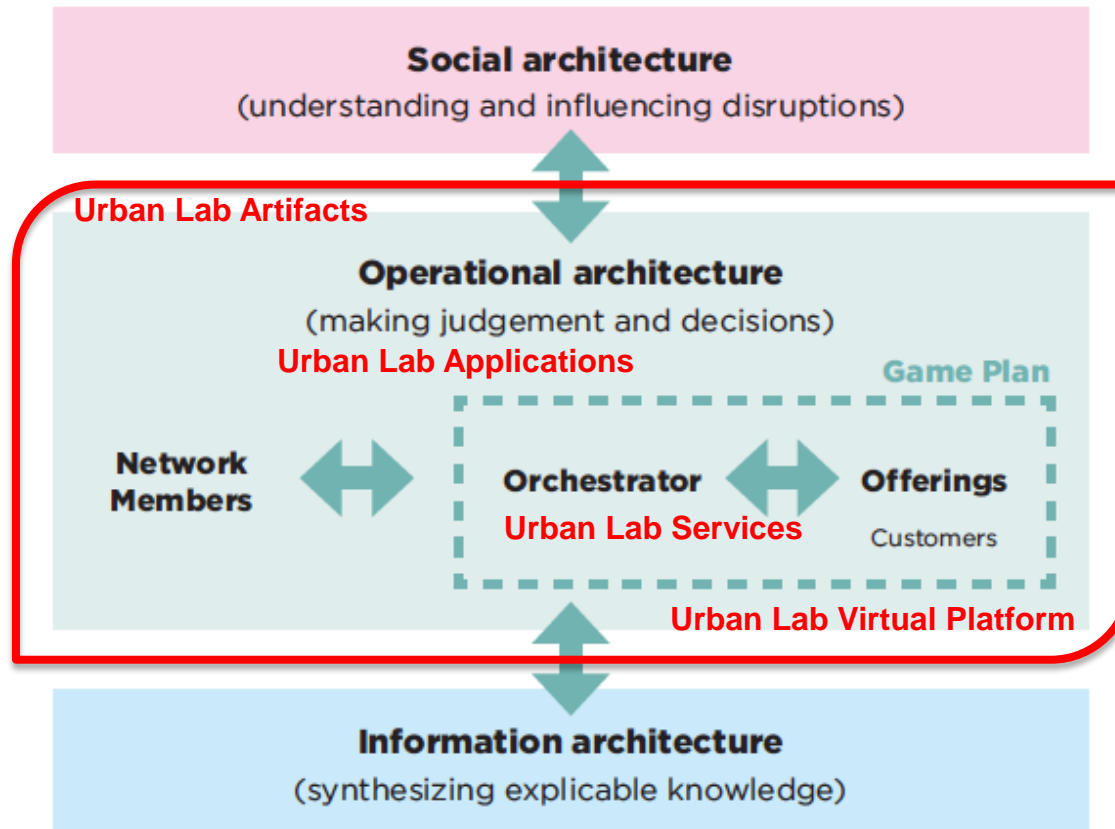 Social architecture
(understanding and influencing disruptions)
Urban Lab Artifacts
Operational architecture
(making judgement and decisions)
Urban Lab Applications
Game Plan
Network
Members
Orchestrator
Offerings
Urban Lab Services
Customers
Urban Lab Virtual Platform
Information architecture
(synthesizing explicable knowledge)